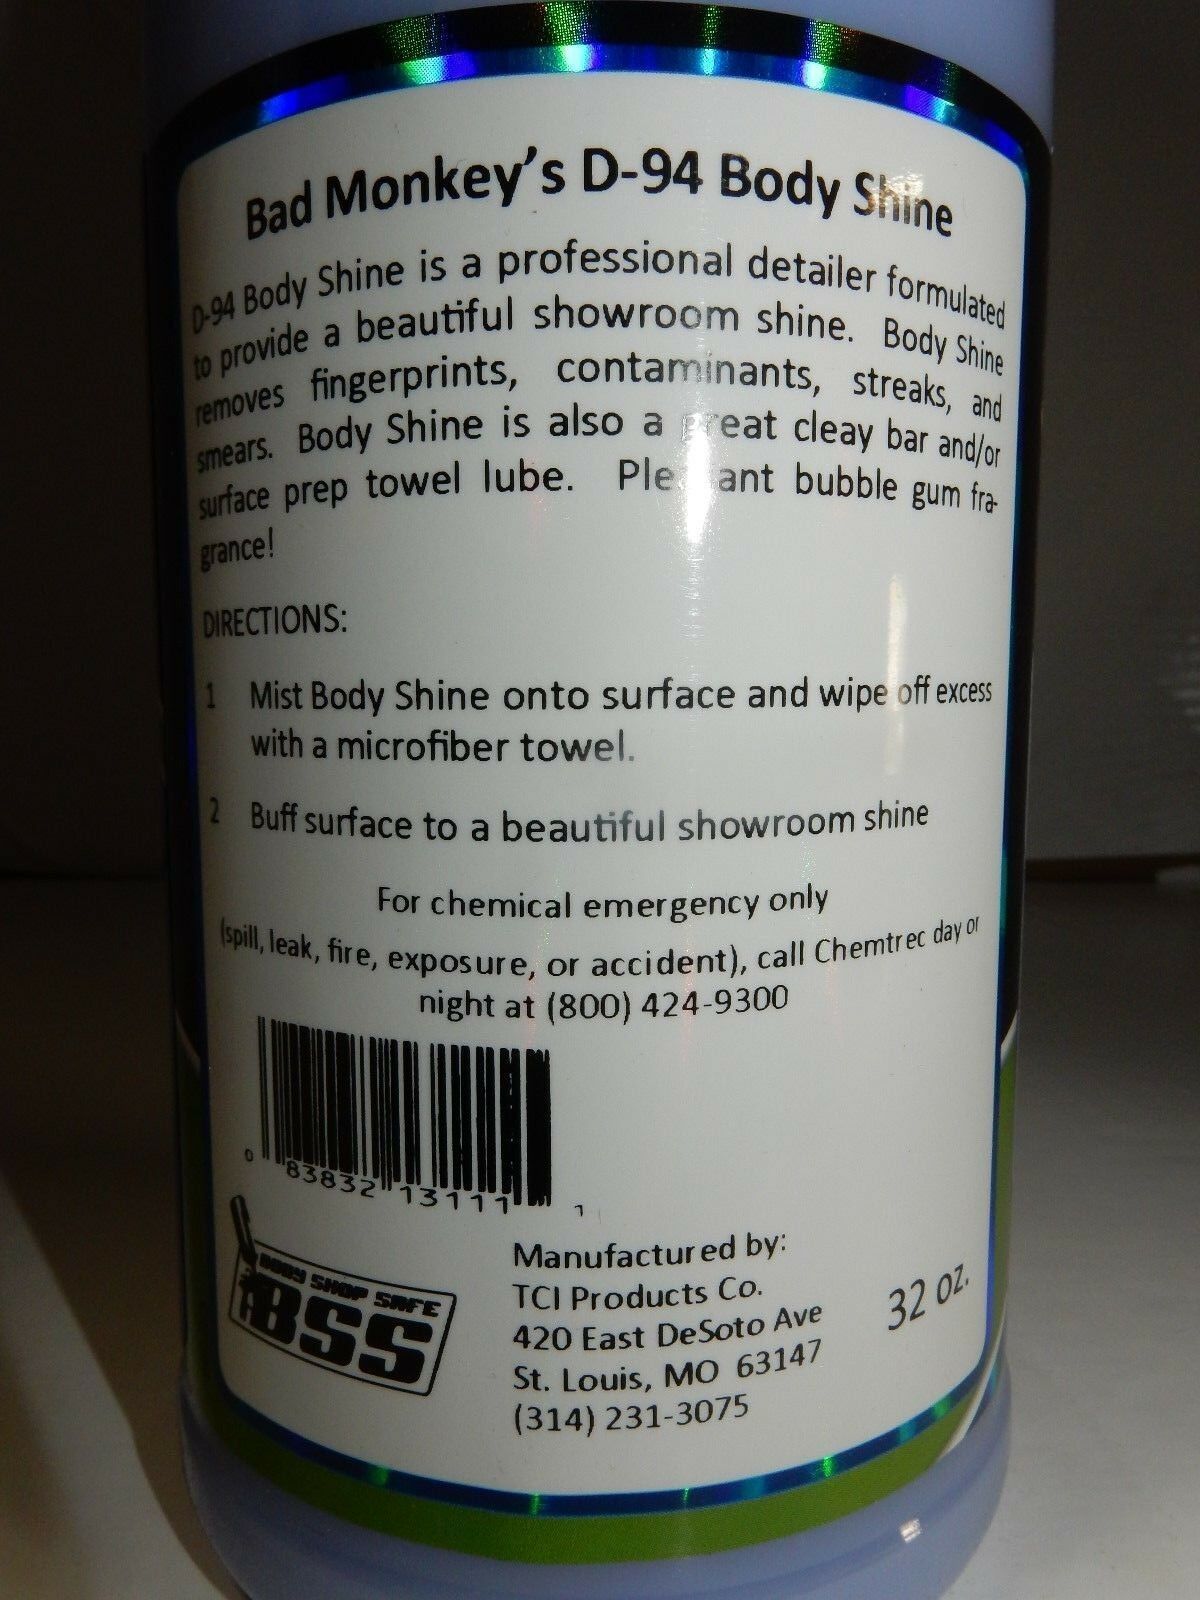 Bad Monkey's D-94 Body Shine
D-94 Body Shine is a professional detailer formulated
to provide a beautiful showroom shine. Body Shine
removes fingerprints, contaminants, streaks, and
smears. Body Shine is also a great cleay bar and/or
surface prep towel lube. Pleasant bubble gum fra-
grance!
DIRECTIONS:
1 Mist Body Shine onto surface and wipe off excess
with a microfiber towel.
2 Buff surface to a beautiful showroom shine
For chemical emergency only
(spill, leak, fire, exposure, or accident), call Chemtrec day or
night at (800) 424-9300
0 83832 13111 1
BODY SHOP SAFE
BSS
Manufactured by:
TCI Products Co.
420 East DeSoto Ave
St. Louis, MO 63147
(314) 231-3075
32 oz.